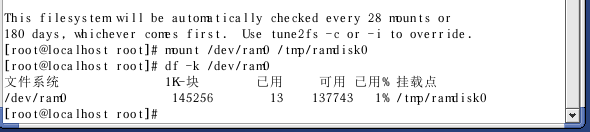 This filesystem will be automatically checked every 28 mounts or
180 days, whichever comes first.  Use tune2fs -c or -i to override.
[root@localhost root]# mount /dev/ram0 /tmp/ramdisk0
[root@localhost root]# df -k /dev/ram0
文件系统 1K-块 已用 可用 已用% 挂载点
/dev/ram0 145256 13 137743 1% /tmp/ramdisk0
[root@localhost root]#